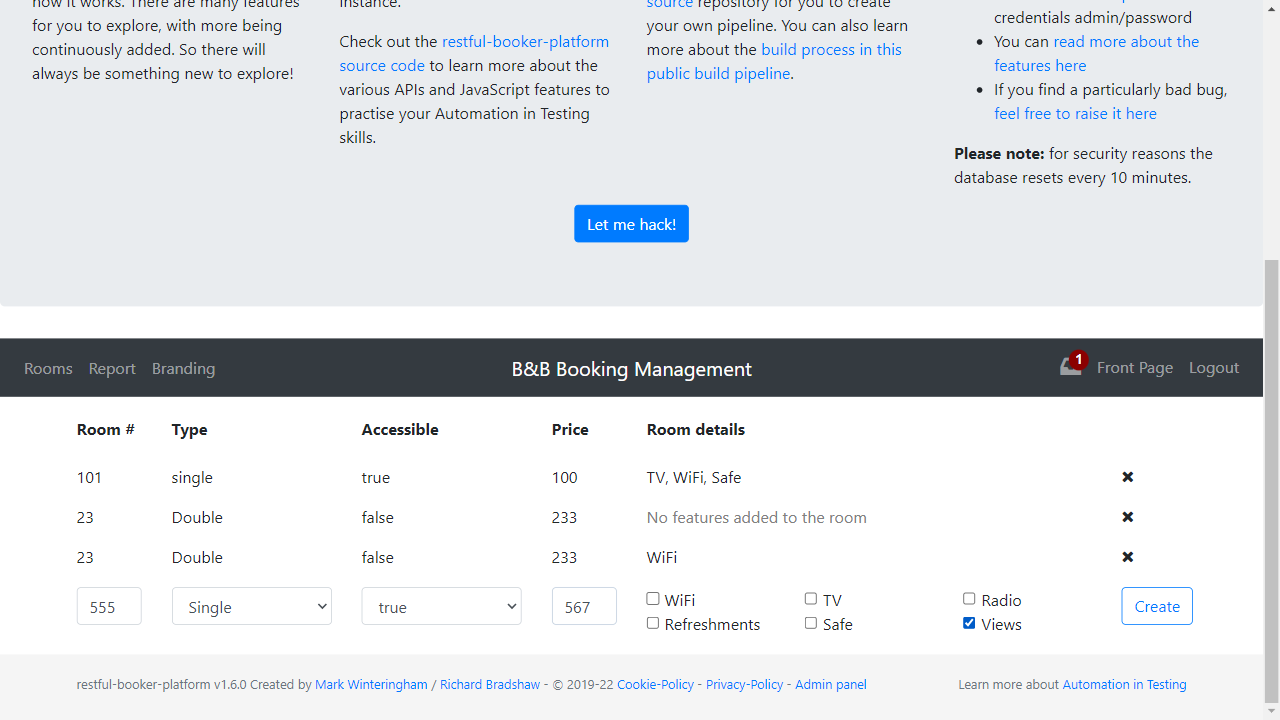 how it works. There are many features
for you to explore, with more being
continuously added. So there will
always be something new to explore!
instance.
Check out the restful-booker-platform
source code to learn more about the
various APIs and JavaScript features to
practise your Automation in Testing
skills.
source repository for you to create
your own pipeline. You can also learn
more about the build process in this
public build pipeline.
credentials admin/password
You can read more about the
features here
If you find a particularly bad bug,
feel free to raise it here
Please note: for security reasons the
database resets every 10 minutes.
Let me hack!
Rooms Report Branding B&B Booking Management 1 Front Page Logout
Room # Type Accessible Price Room details
101 single true 100 TV, WiFi, Safe
23 Double false 233 No features added to the room
23 Double false 233 WiFi
555 Single true 567 WiFi TV Radio Create
Refreshments Safe Views
restful-booker-platform v1.6.0 Created by Mark Winteringham / Richard Bradshaw - © 2019-22 Cookie-Policy - Privacy-Policy - Admin panel Learn more about Automation in Testing